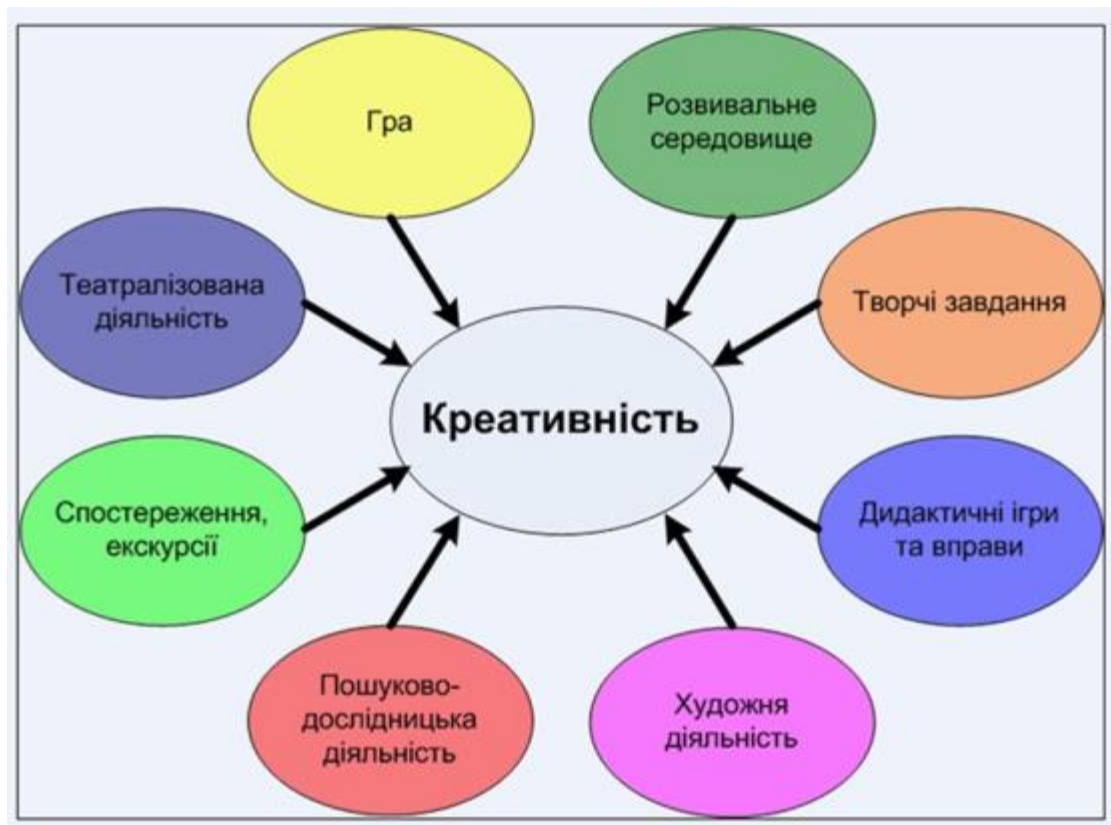 Гра
Розвивальне
середовище
Театралізована
діяльність
Творчі завдання
Креативність
Спостереження,
екскурсії
Дидактичні ігри
та вправи
Пошуково-
дослідницька
діяльність
Художня
діяльність